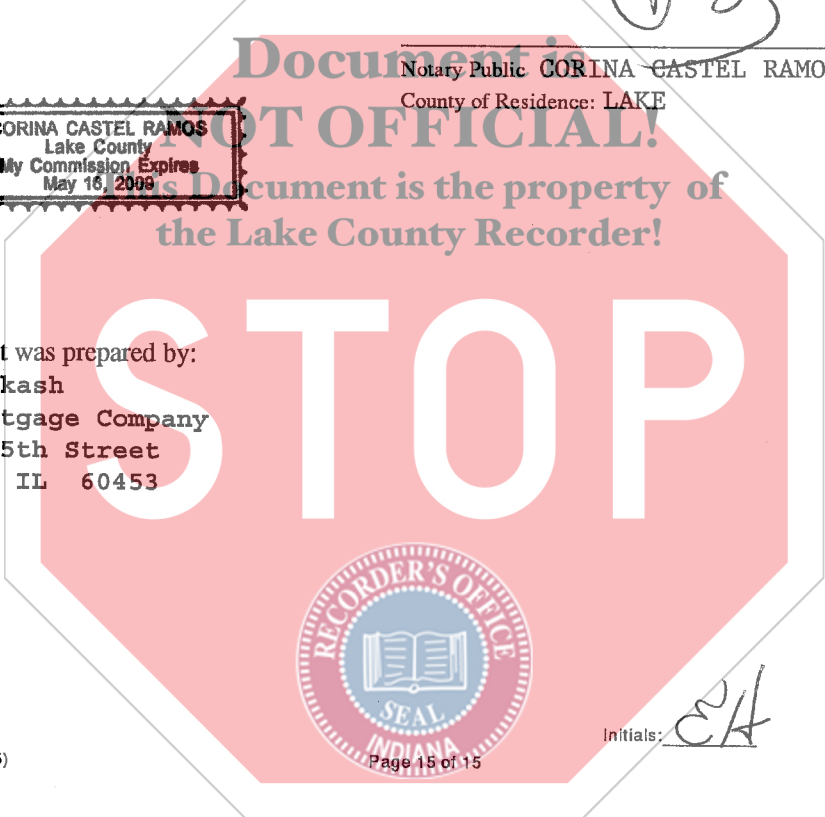 Document is
Notary Public CORINA CASTEL RAMO
County of Residence: LAKE
NOT OFFICIAL!
CORINA CASTEL RAMOS
Lake County
My Commission Expires
May 16, 2009
This Document is the property of
the Lake County Recorder!
STOP
t was prepared by:
kash
tgage Company
5th Street
IL 60453
RECORDER'S OFFICE
SEAL
INDIANA
Initials: EH
Page 15 of 15